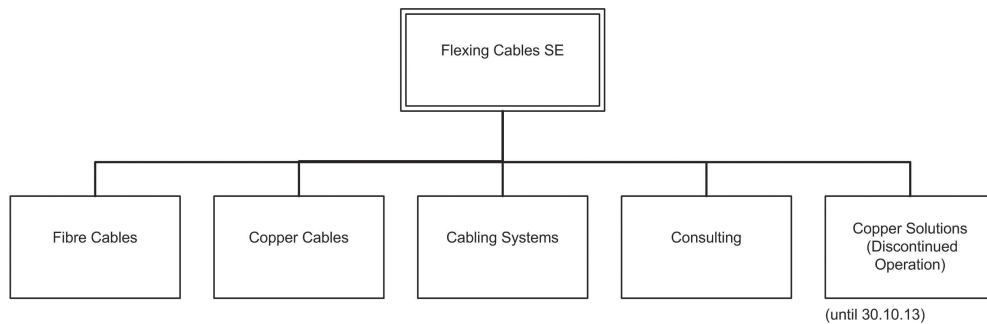 Flexing Cables SE
Fibre Cables
Copper Cables
Cabling Systems
Consulting
Copper Solutions
(Discontinued
Operation)
(until 30.10.13)